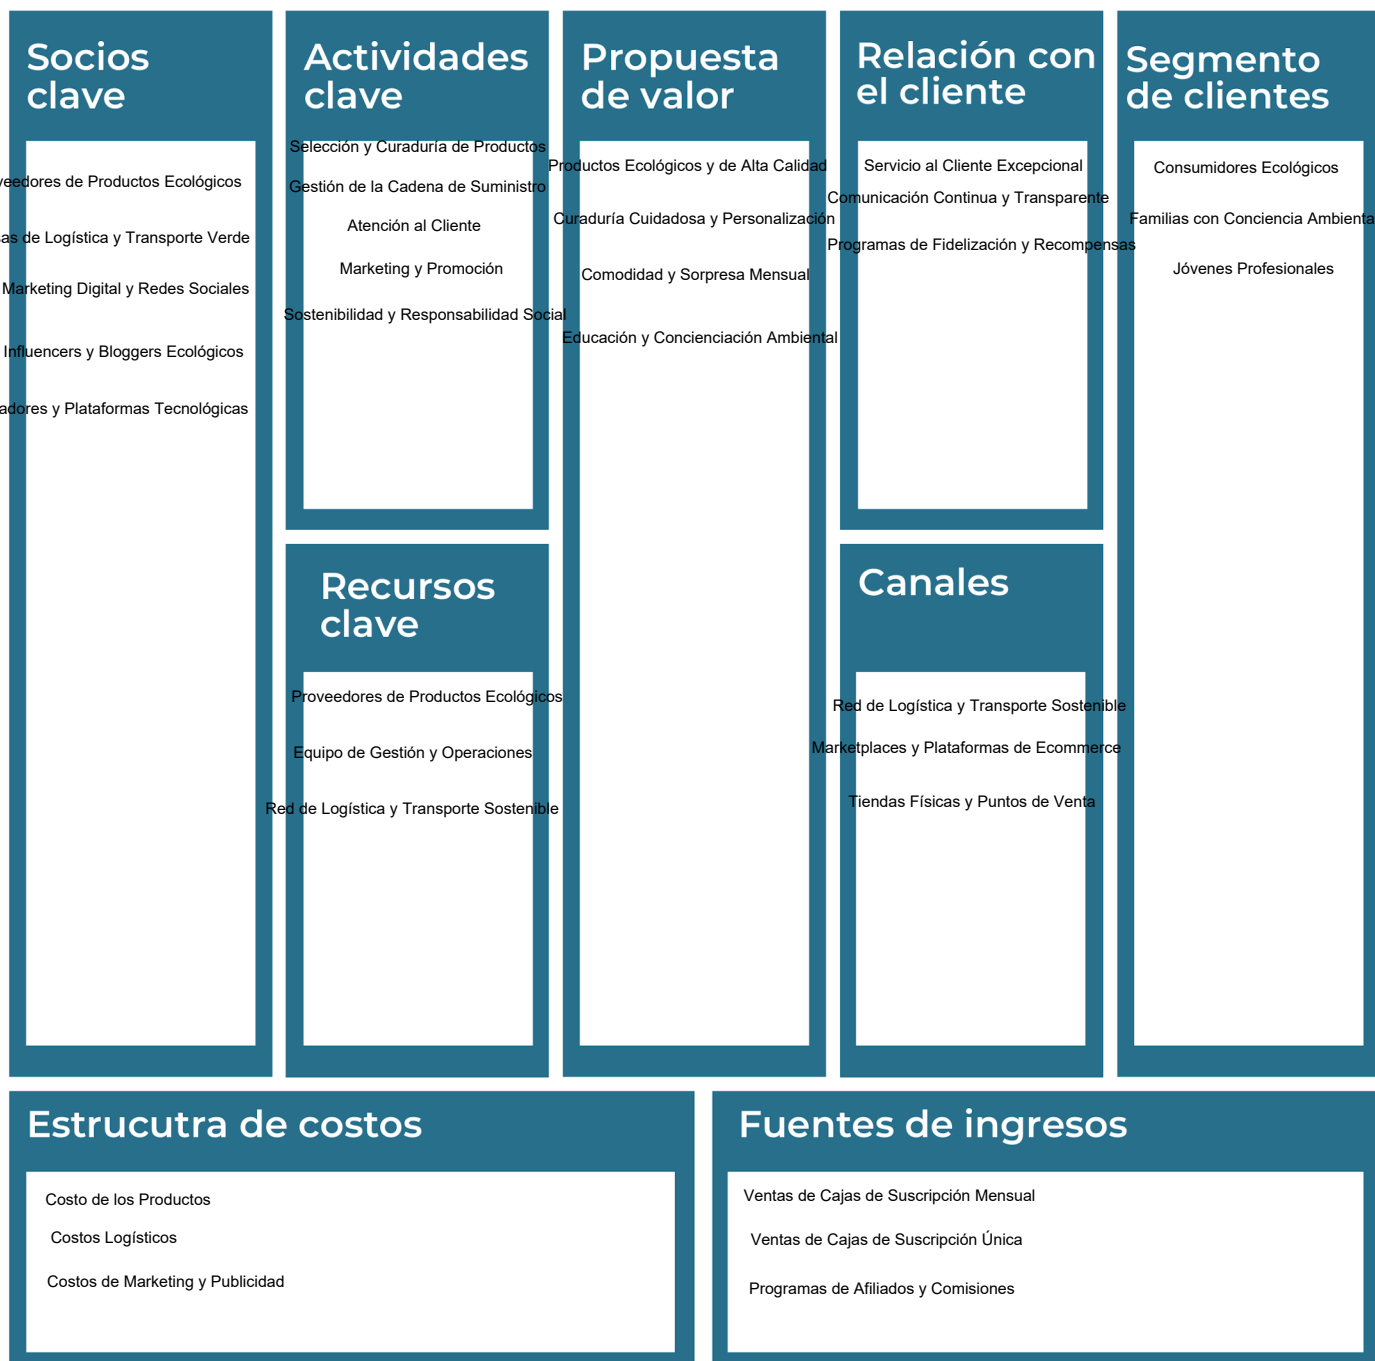 Socios
clave
veedores de Productos Ecológicos
as de Logística y Transporte Verde
Marketing Digital y Redes Sociales
Influencers y Bloggers Ecológicos
adores y Plataformas Tecnológicas
Actividades
clave
Selección y Curaduría de Productos
Gestión de la Cadena de Suministro
Atención al Cliente
Marketing y Promoción
Sostenibilidad y Responsabilidad Social
Recursos
clave
Proveedores de Productos Ecológicos
Equipo de Gestión y Operaciones
Red de Logística y Transporte Sostenible
Propuesta
de valor
Productos Ecológicos y de Alta Calidad
Curaduría Cuidadosa y Personalización
Comodidad y Sorpresa Mensual
Educación y Concienciación Ambiental
Relación con
el cliente
Servicio al Cliente Excepcional
Comunicación Continua y Transparente
Programas de Fidelización y Recompensas
Canales
Red de Logística y Transporte Sostenible
Marketplaces y Plataformas de Ecommerce
Tiendas Físicas y Puntos de Venta
Segmento
de clientes
Consumidores Ecológicos
Familias con Conciencia Ambienta
Jóvenes Profesionales
Estrucutra de costos
Costo de los Productos
Costos Logísticos
Costos de Marketing y Publicidad
Fuentes de ingresos
Ventas de Cajas de Suscripción Mensual
Ventas de Cajas de Suscripción Única
Programas de Afiliados y Comisiones